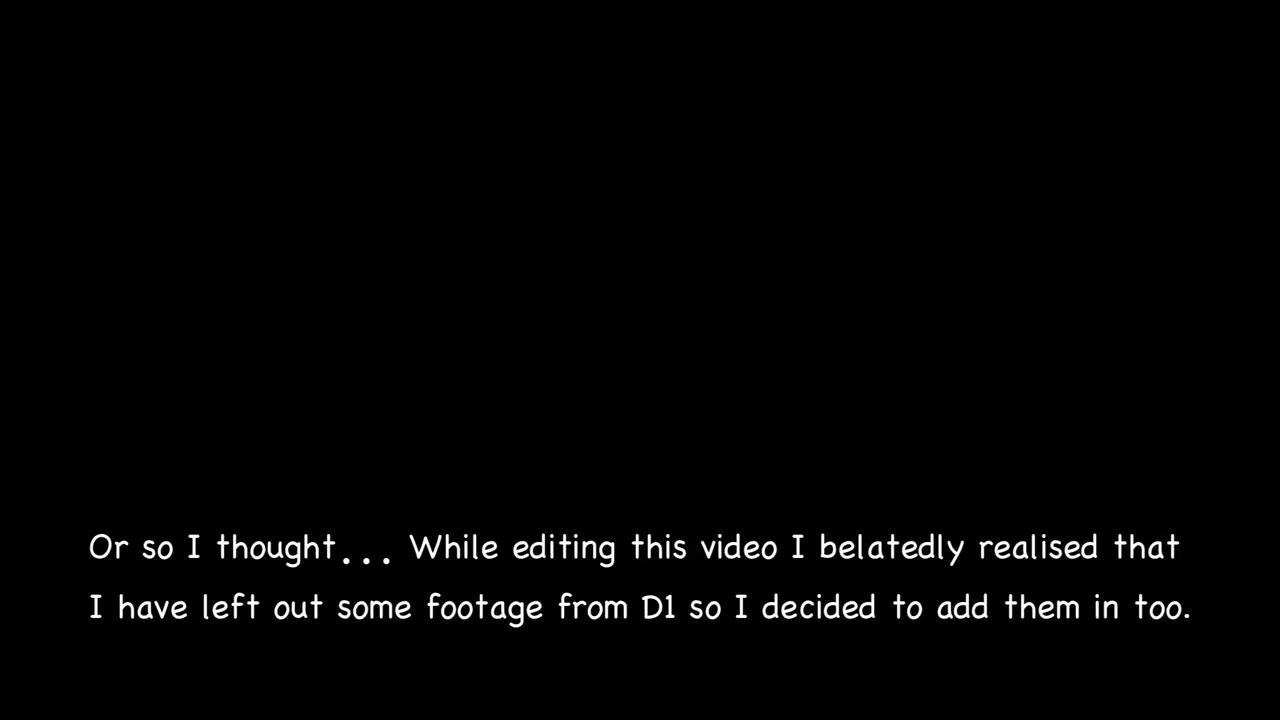 Or so I thought... While editing this video I belatedly realised that
I have left out some footage from D1 so I decided to add them in too.